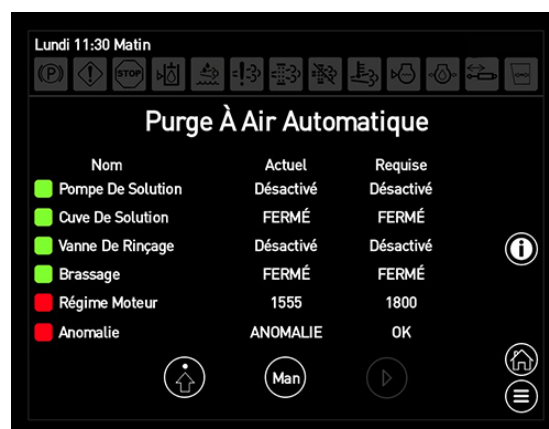 Lundi 11:30 Matin
(P) STOP
Purge À Air Automatique
Nom Actuel Requise
Pompe De Solution Désactivé Désactivé
Cuve De Solution FERMÉ FERMÉ
Vanne De Rinçage Désactivé Désactivé
Brassage FERMÉ FERMÉ
Régime Moteur 1555 1800
Anomalie ANOMALIE OK
Man